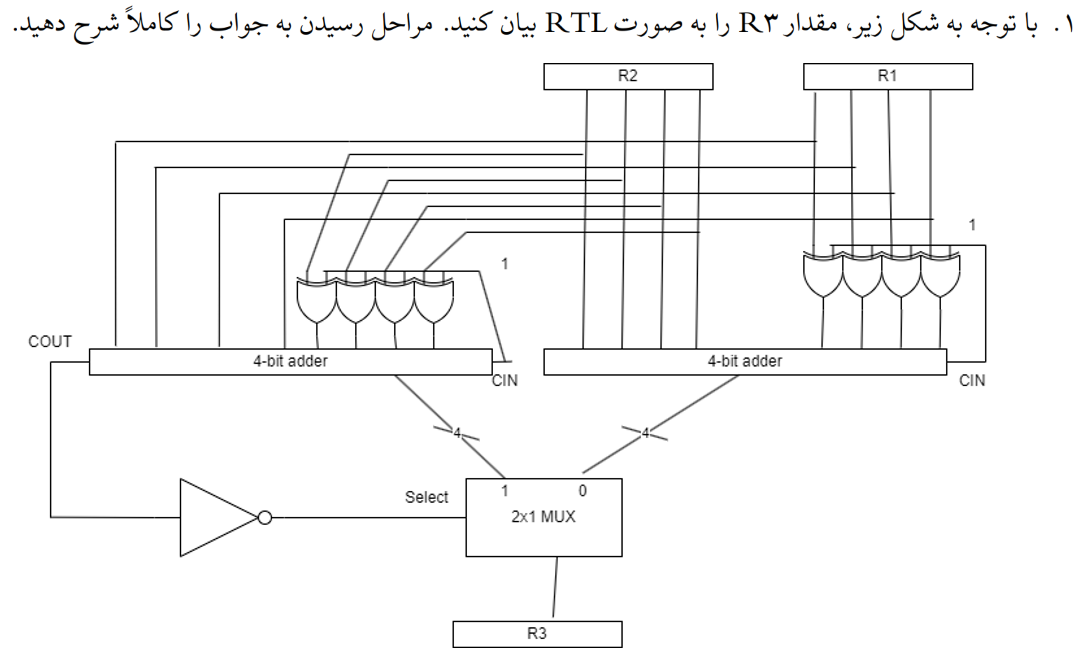 ۱. با توجه به شکل زیر، مقدار R۳ را به صورت RTL بیان کنید. مراحل رسیدن به جواب را کاملاً شرح دهید.
R2
R1
1
1
COUT
4-bit adder
4-bit adder
CIN
CIN
4
4
Select
1
0
2x1 MUX
R3